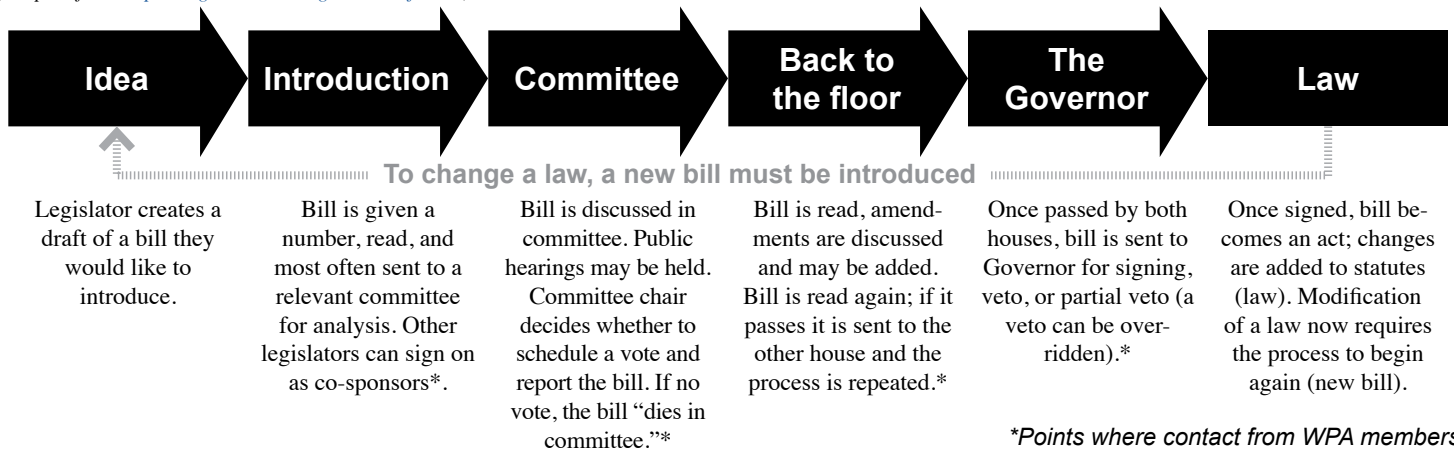 Idea
Introduction
Committee
Back to
the floor
The
Governor
Law
To change a law, a new bill must be introduced
Legislator creates a
draft of a bill they
would like to
introduce.
Bill is given a
number, read, and
most often sent to a
relevant committee
for analysis. Other
legislators can sign on
as co-sponsors*.
Bill is discussed in
committee. Public
hearings may be held.
Committee chair
decides whether to
schedule a vote and
report the bill. If no
vote, the bill “dies in
committee.”*
Bill is read, amend-
ments are discussed
and may be added.
Bill is read again; if it
passes it is sent to the
other house and the
process is repeated.*
Once passed by both
houses, bill is sent to
Governor for signing,
veto, or partial veto (a
veto can be over-
ridden).*
Once signed, bill be-
comes an act; changes
are added to statutes
(law). Modification
of a law now requires
the process to begin
again (new bill).
*Points where contact from WPA members